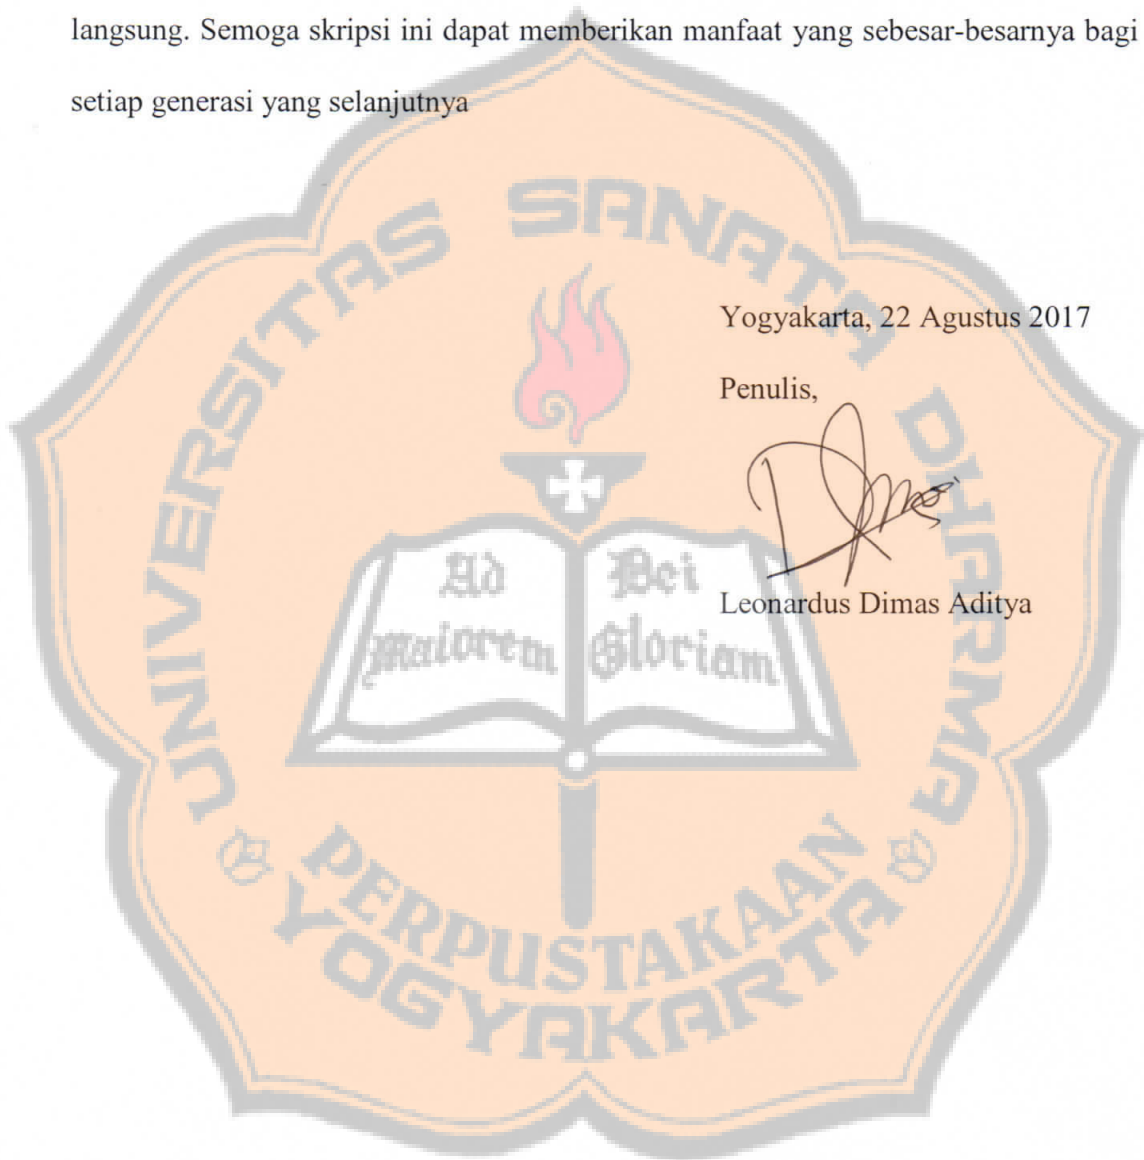 langsung. Semoga skripsi ini dapat memberikan manfaat yang sebesar-besarnya bagi
setiap generasi yang selanjutnya
UNIVERSITAS SANATA DHARMA
Yogyakarta, 22 Agustus 2017
Penulis,
Ad
Dei
Maiorem
Gloriam
Leonardus Dimas Aditya
PERPUSTAKAAN
YOGYAKARTA